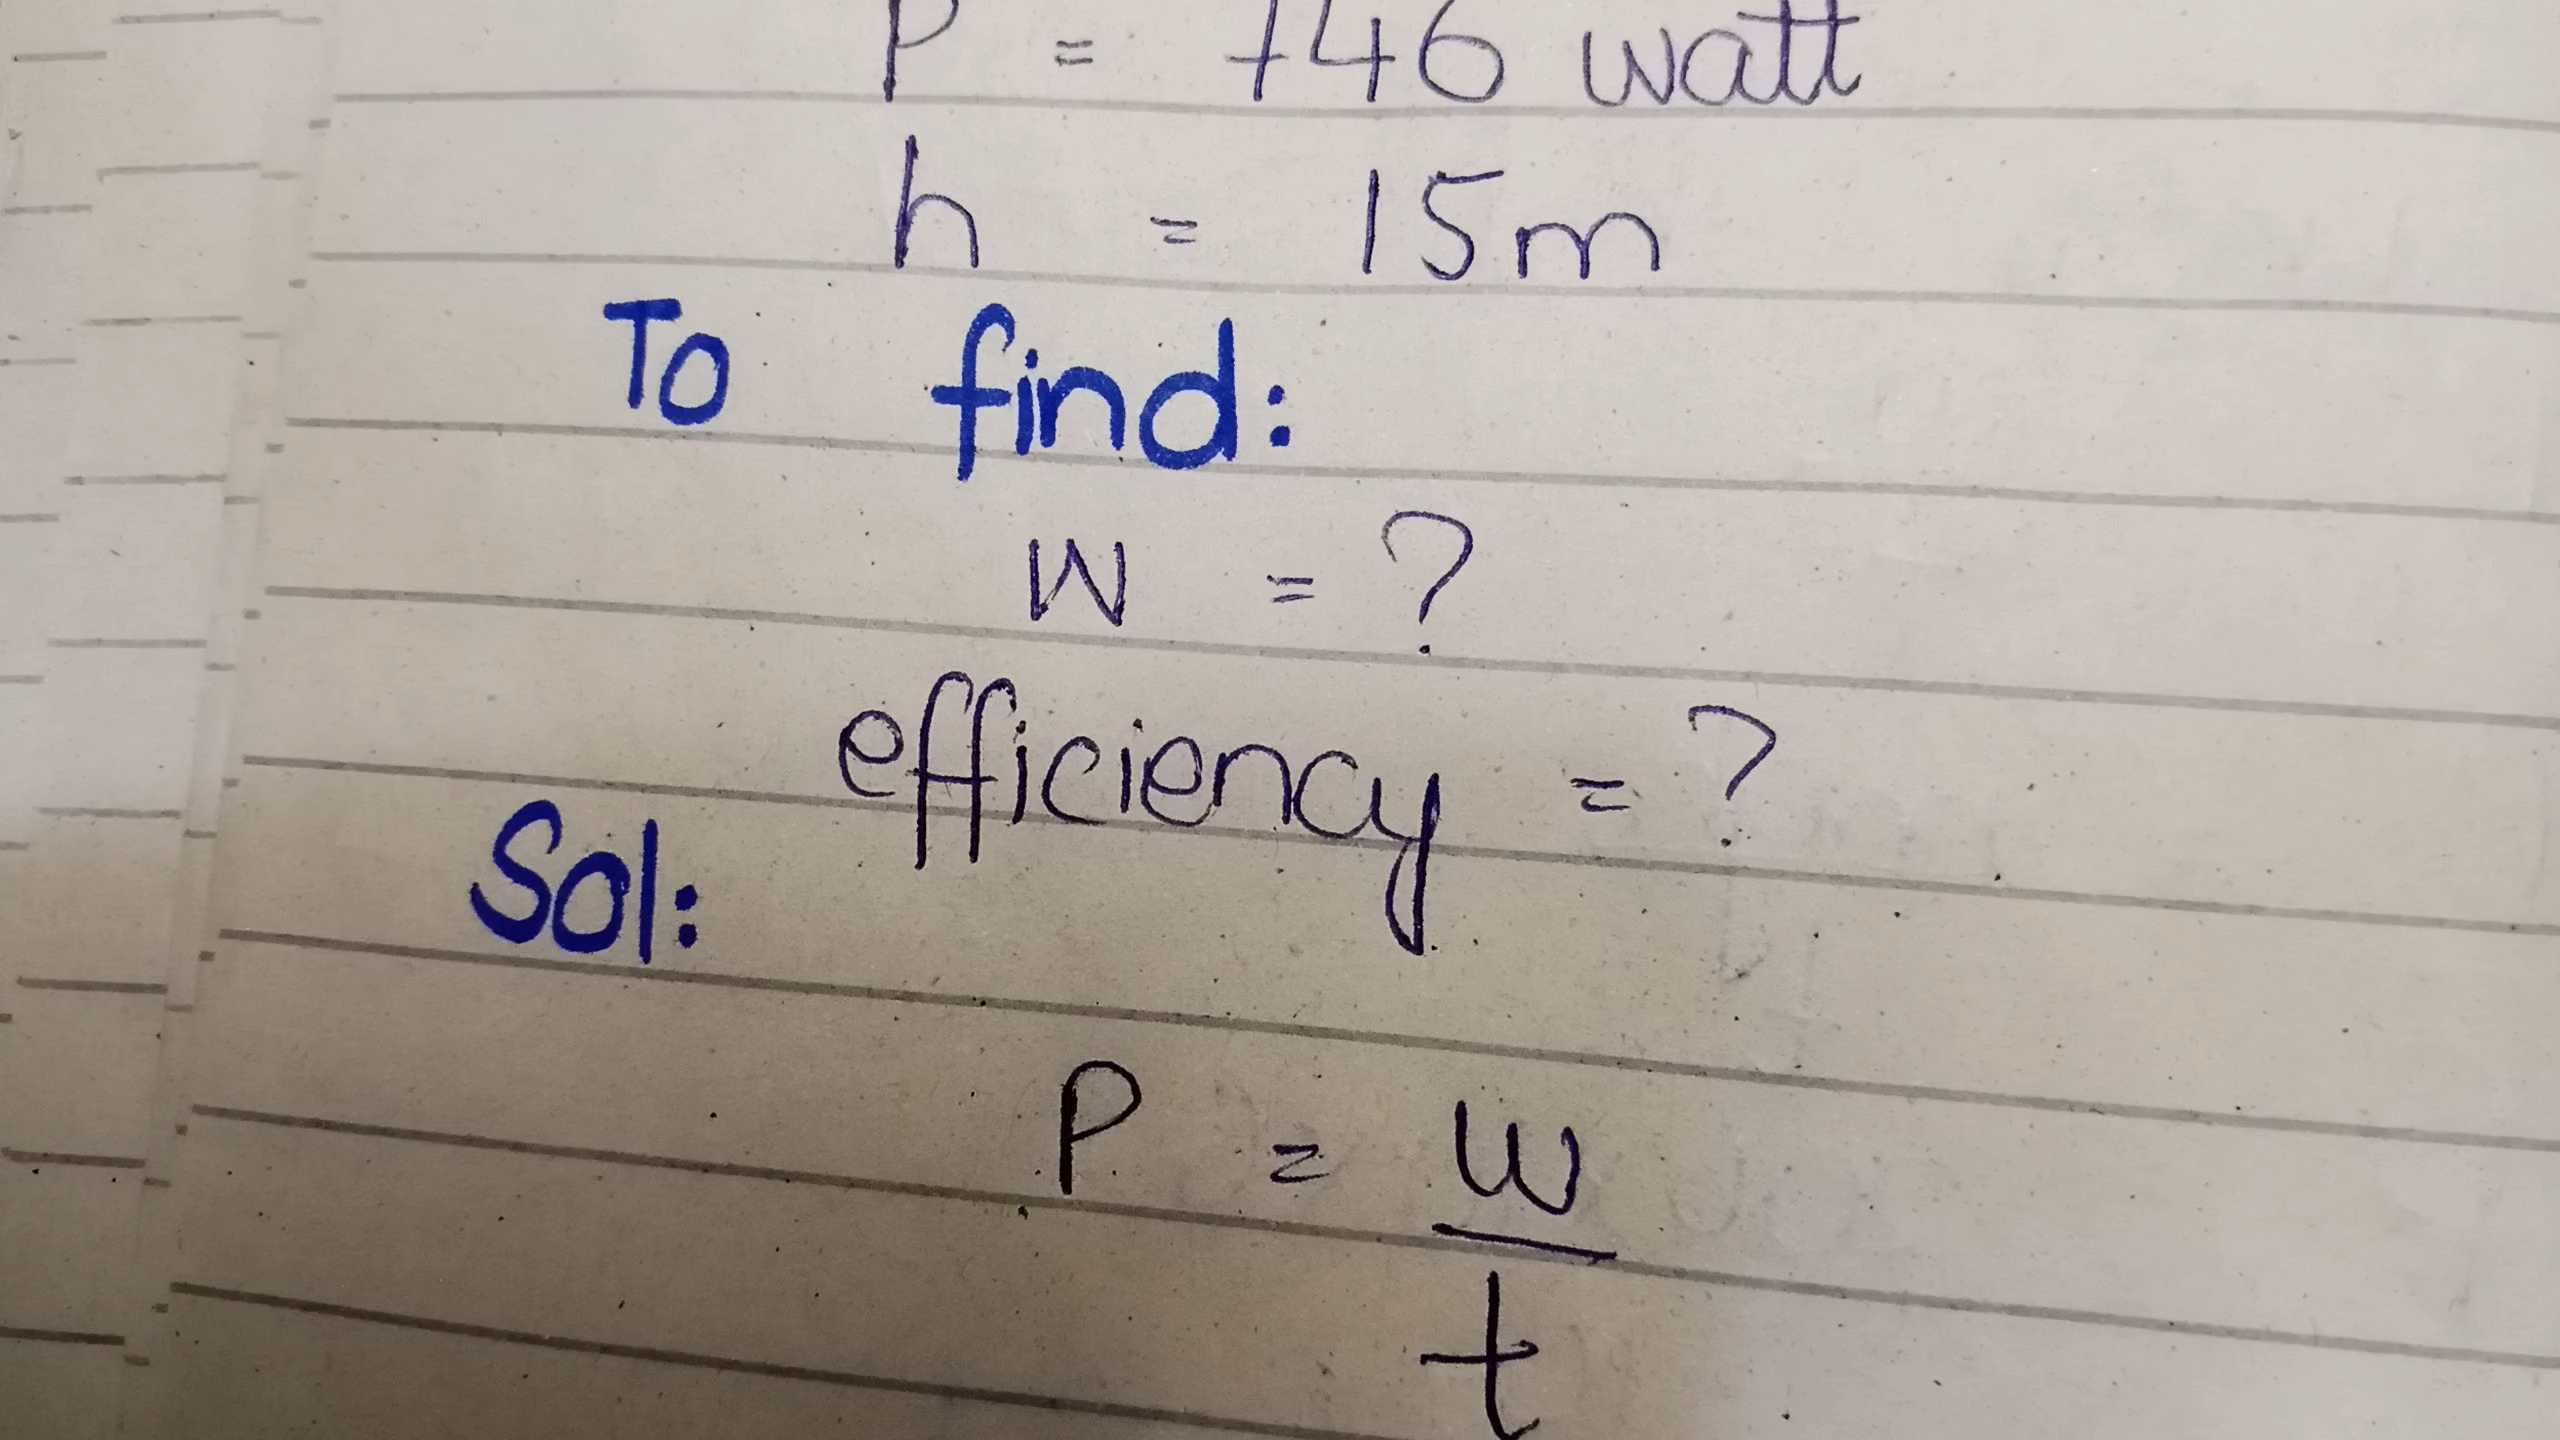 P = 746 watt
h = 15m
To find:
W = ?
efficiency = ?
Sol:
P = W
t